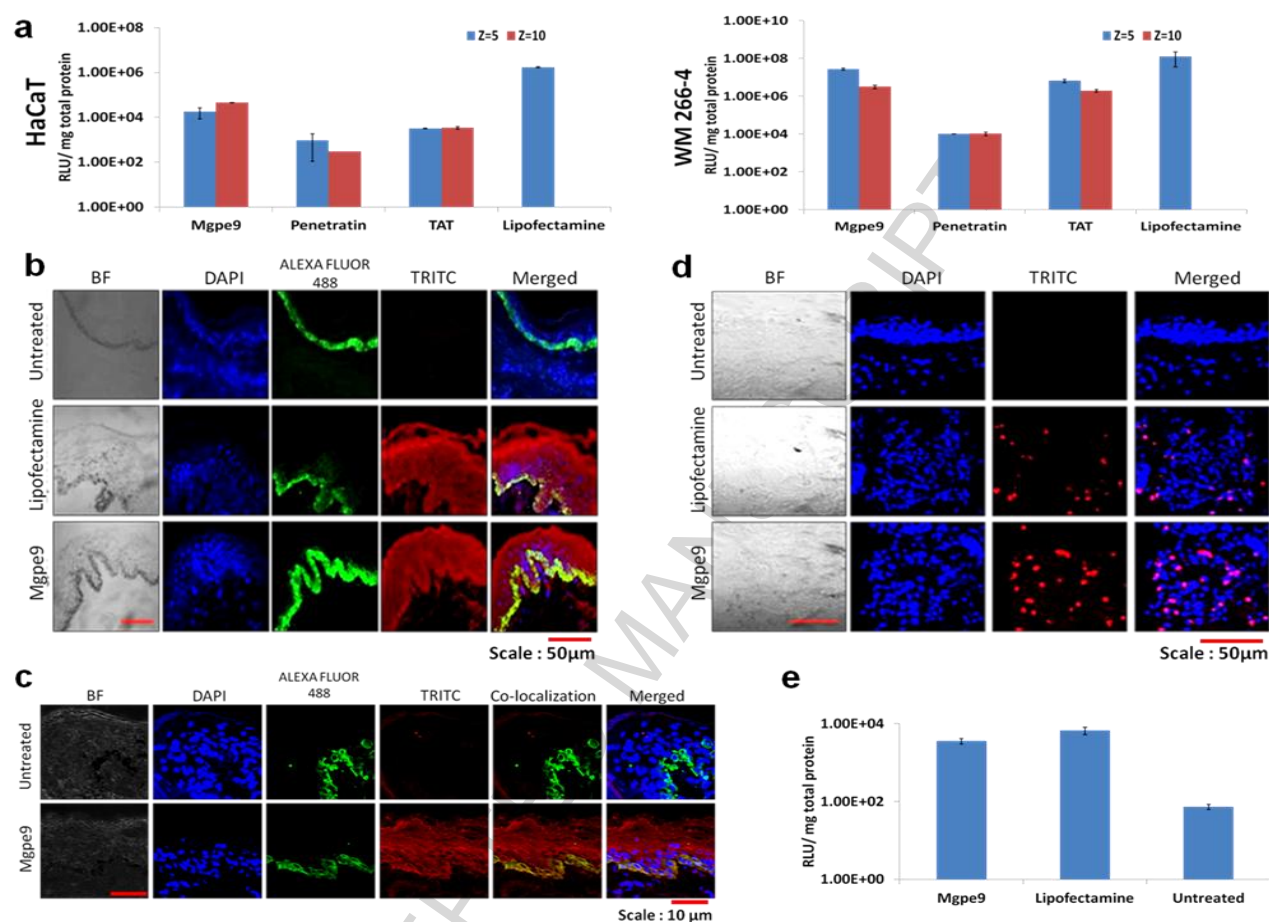 a
HaCaT
RLU/ mg total protein
1.00E+08
1.00E+06
1.00E+04
1.00E+02
1.00E+00
Z=5 Z=10
Mgpe9 Penetratin TAT Lipofectamine
WM 266-4
RLU/ mg total protein
1.00E+10
1.00E+08
1.00E+06
1.00E+04
1.00E+02
1.00E+00
Z=5 Z=10
Mgpe9 Penetratin TAT Lipofectamine
b
BF DAPI ALEXA FLUOR 488 TRITC Merged
Untreated
Lipofectamine
Mgpe9
Scale : 50µm
d
BF DAPI TRITC Merged
Untreated
Lipofectamine
Mgpe9
Scale : 50µm
c
BF DAPI ALEXA FLUOR 488 TRITC Co-localization Merged
Untreated
Mgpe9
Scale : 10 µm
e
RLU/ mg total protein
1.00E+04
1.00E+02
1.00E+00
Mgpe9 Lipofectamine Untreated